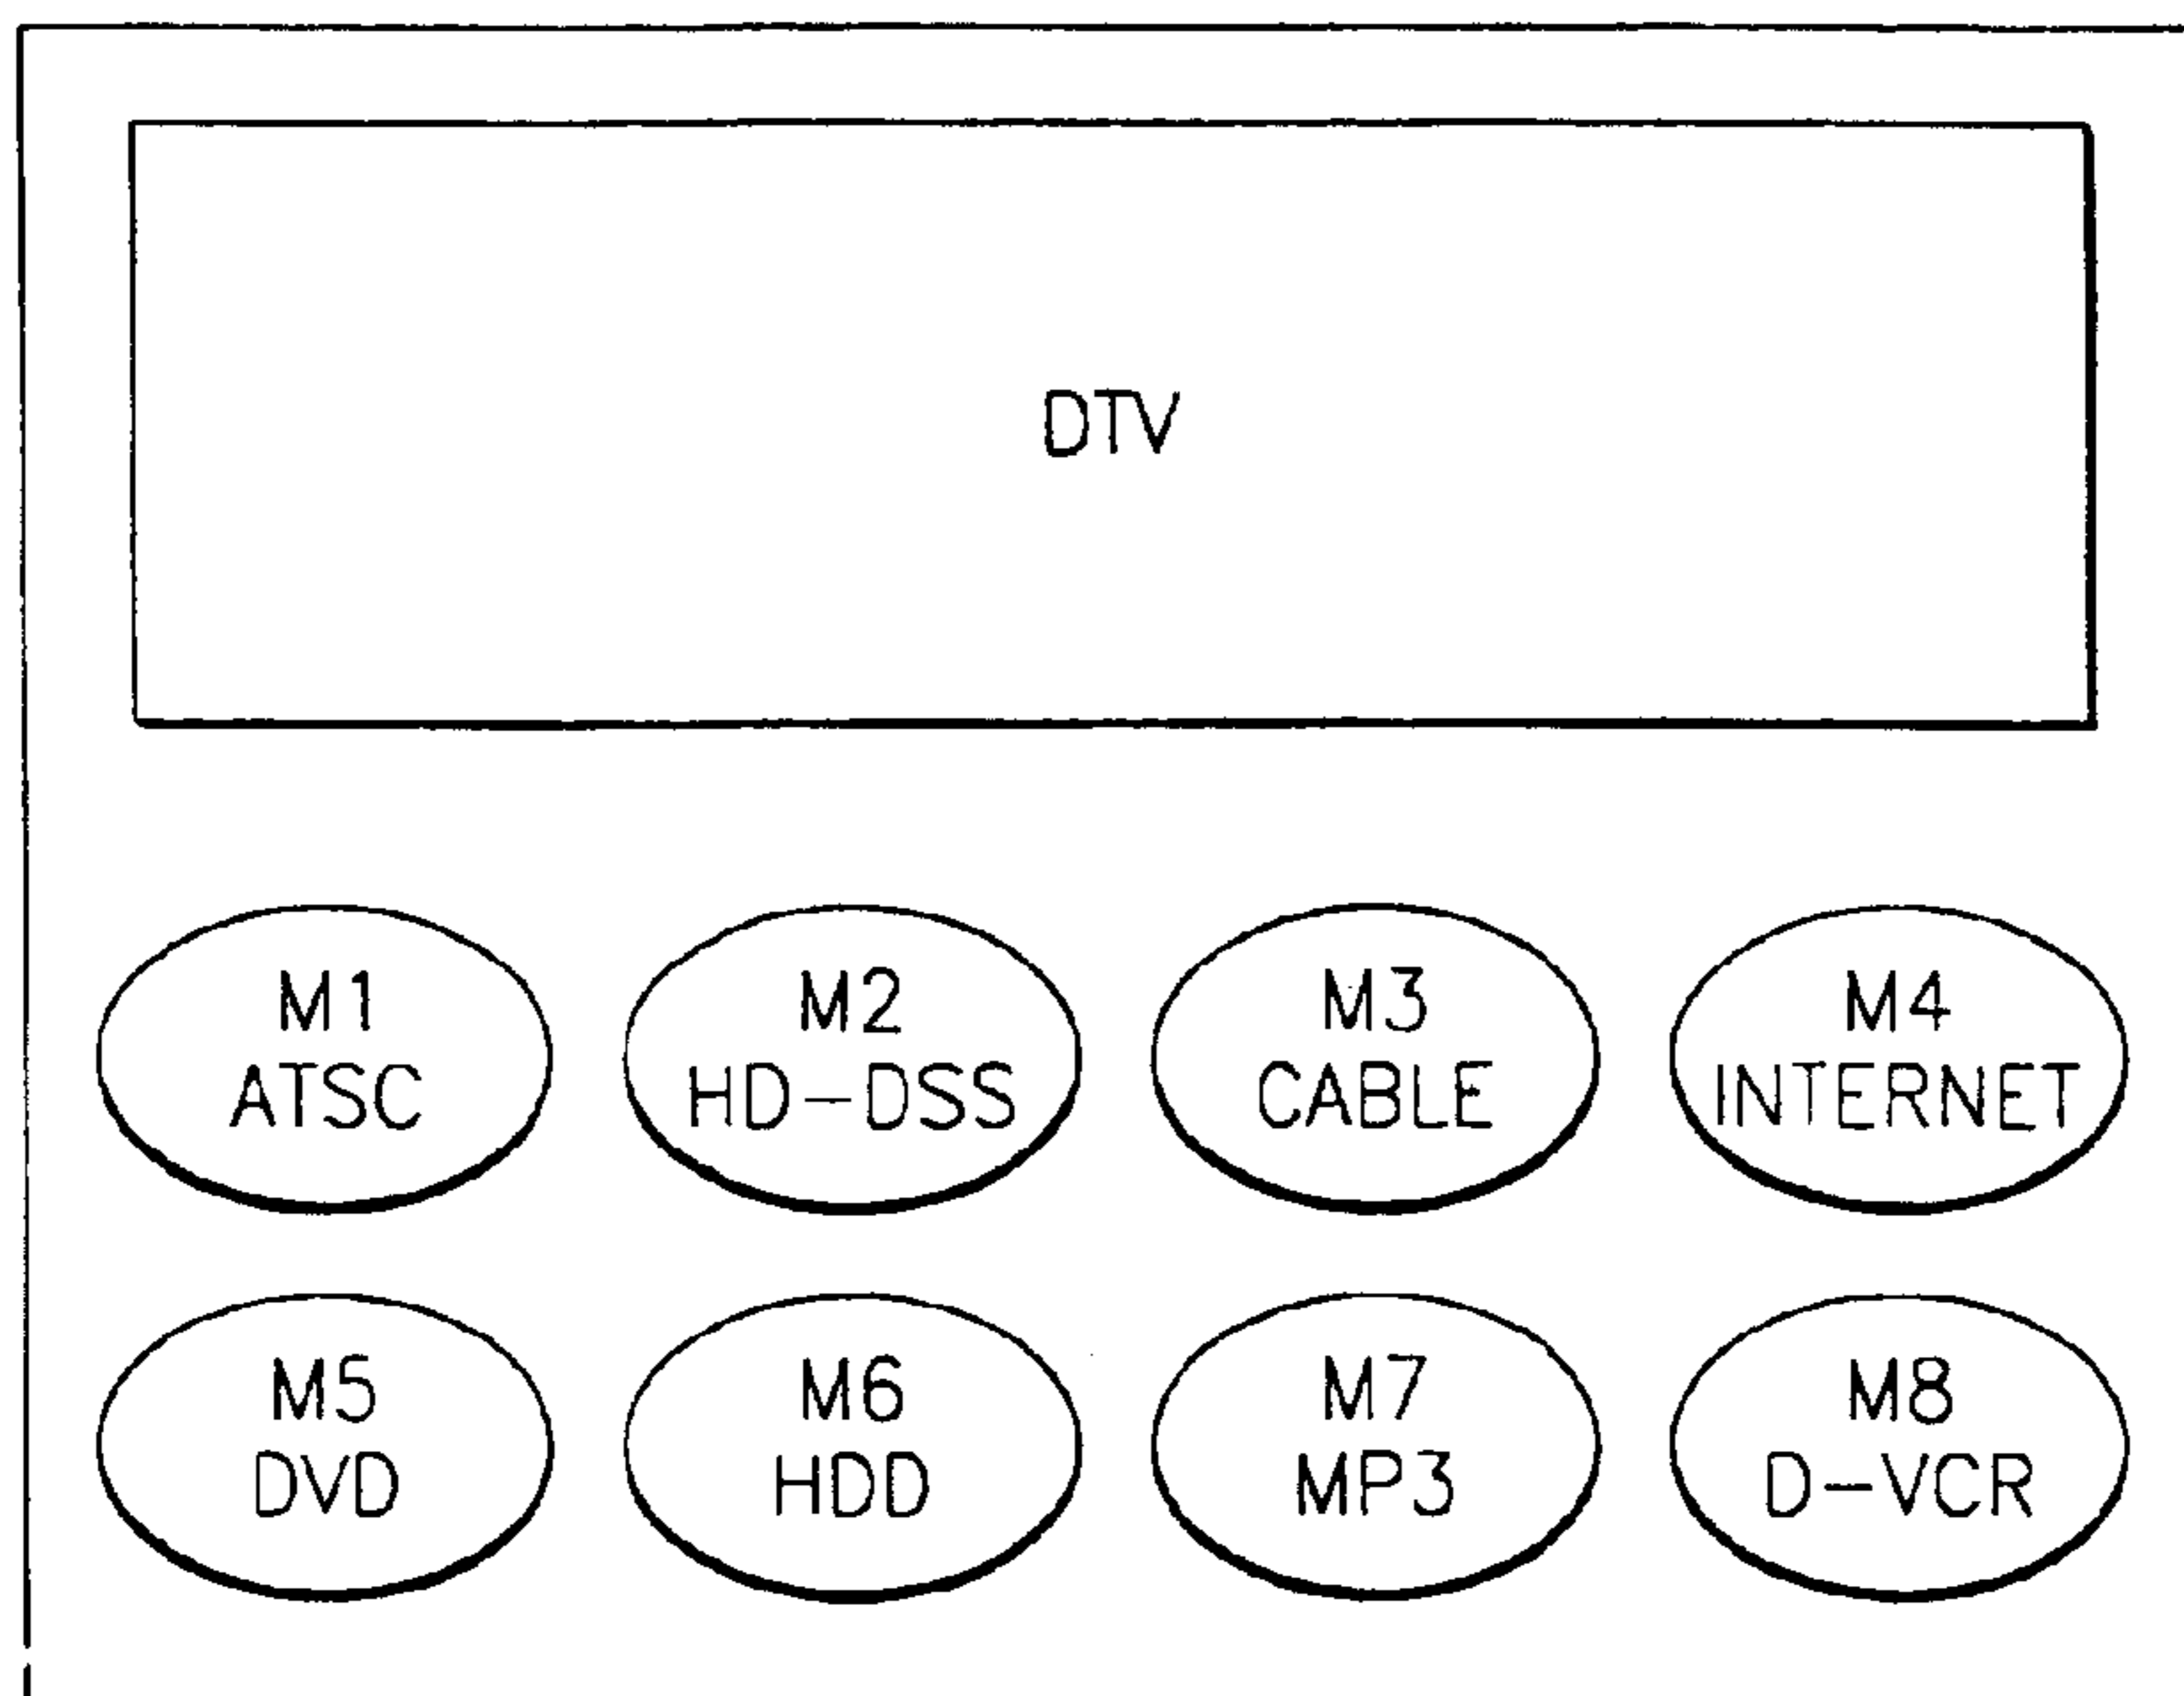 DTV
M1
ATSC
M2
HD-DSS
M3
CABLE
M4
INTERNET
M5
DVD
M6
HDD
M7
MP3
M8
D-VCR